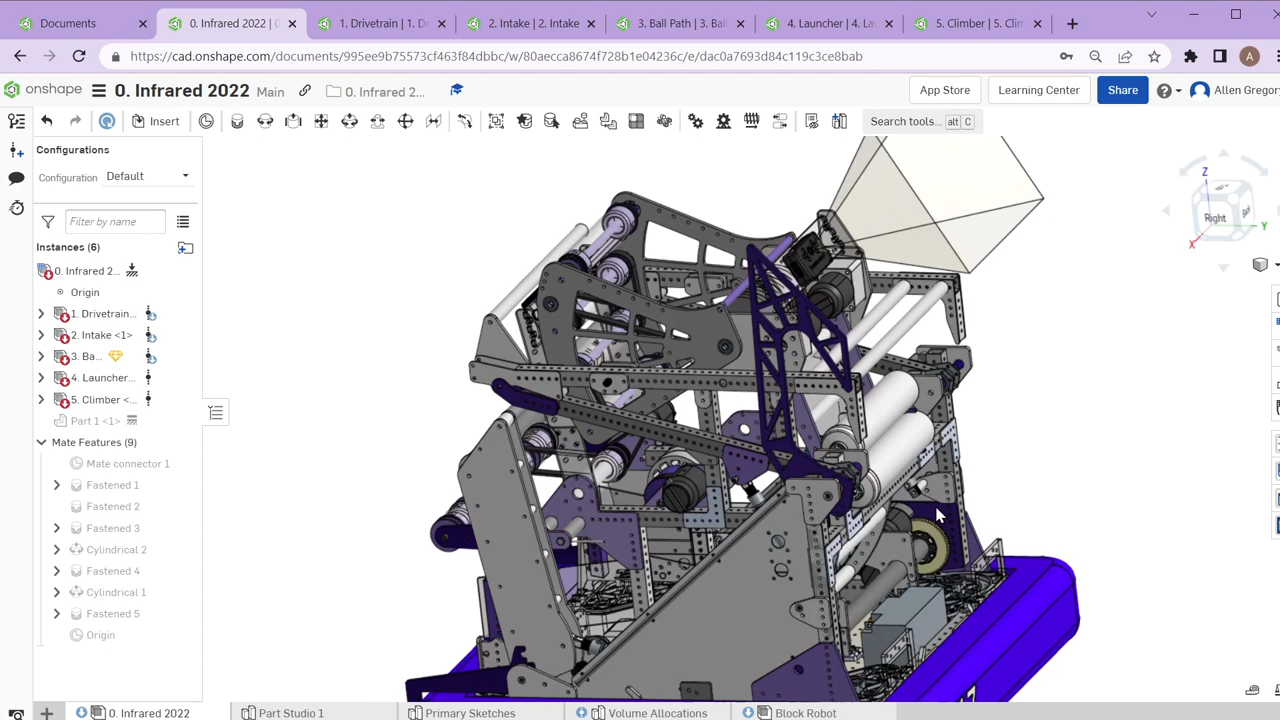 Documents
0. Infrared 2022 |
1. Drivetrain | 1. D
2. Intake | 2. Intake
3. Ball Path | 3. Bal
4. Launcher | 4. Lau
5. Climber | 5. Clim
https://cad.onshape.com/documents/995ee9b75573cf463f84dbbc/w/80aecca8674f728b1e04236c/e/dac0a7769d83d84c119c3ce8bab
A
onshape
0. Infrared 2022
Main
0. Infrared 2...
App Store
Learning Center
Share
Allen Gregory
Insert
Search tools...
alt C
Configurations
Configuration
Default
Filter by name
Instances (6)
0. Infrared 2...
Origin
1. Drivetrain...
2. Intake <1>
3. Ba...
4. Launcher...
5. Climber <...
Part 1 <1>
Mate Features (9)
Mate connector 1
Fastened 1
Fastened 2
Fastened 3
Cylindrical 2
Fastened 4
Cylindrical 1
Fastened 5
Origin
Z
Right
X
Y
0. Infrared 2022
Part Studio 1
Primary Sketches
Volume Allocations
Block Robot